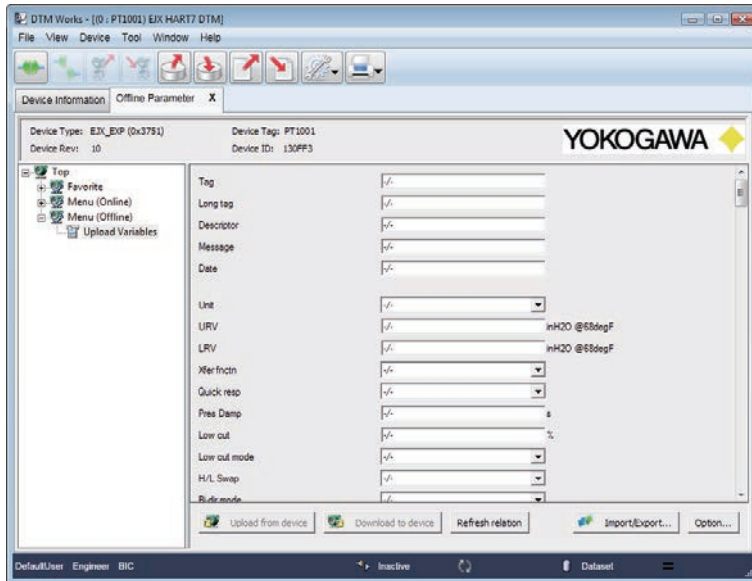 DTM Works - [(0 : PT1001) EJX HART7 DTM]
File View Device Tool Window Help
Device Information Offline Parameter X
Device Type: EJX_EXP (0x3751) Device Tag: PT1001
Device Rev: 10 Device ID: 130FF3
YOKOGAWA
Top
Favorite
Menu (Online)
Menu (Offline)
Upload Variables
Tag -/-
Long tag -/-
Descriptor -/-
Message -/-
Date -/-
Unit -/-
URV -/- inH2O @68degF
LRV -/- inH2O @68degF
Xfer fnctn -/-
Quick resp -/-
Pres Damp -/- s
Low cut -/- %
Low cut mode -/-
H/L Swap -/-
Bi-dir mode -/-
Upload from device Download to device Refresh relation Import/Export... Option...
DefaultUser Engineer BIC Inactive Dataset